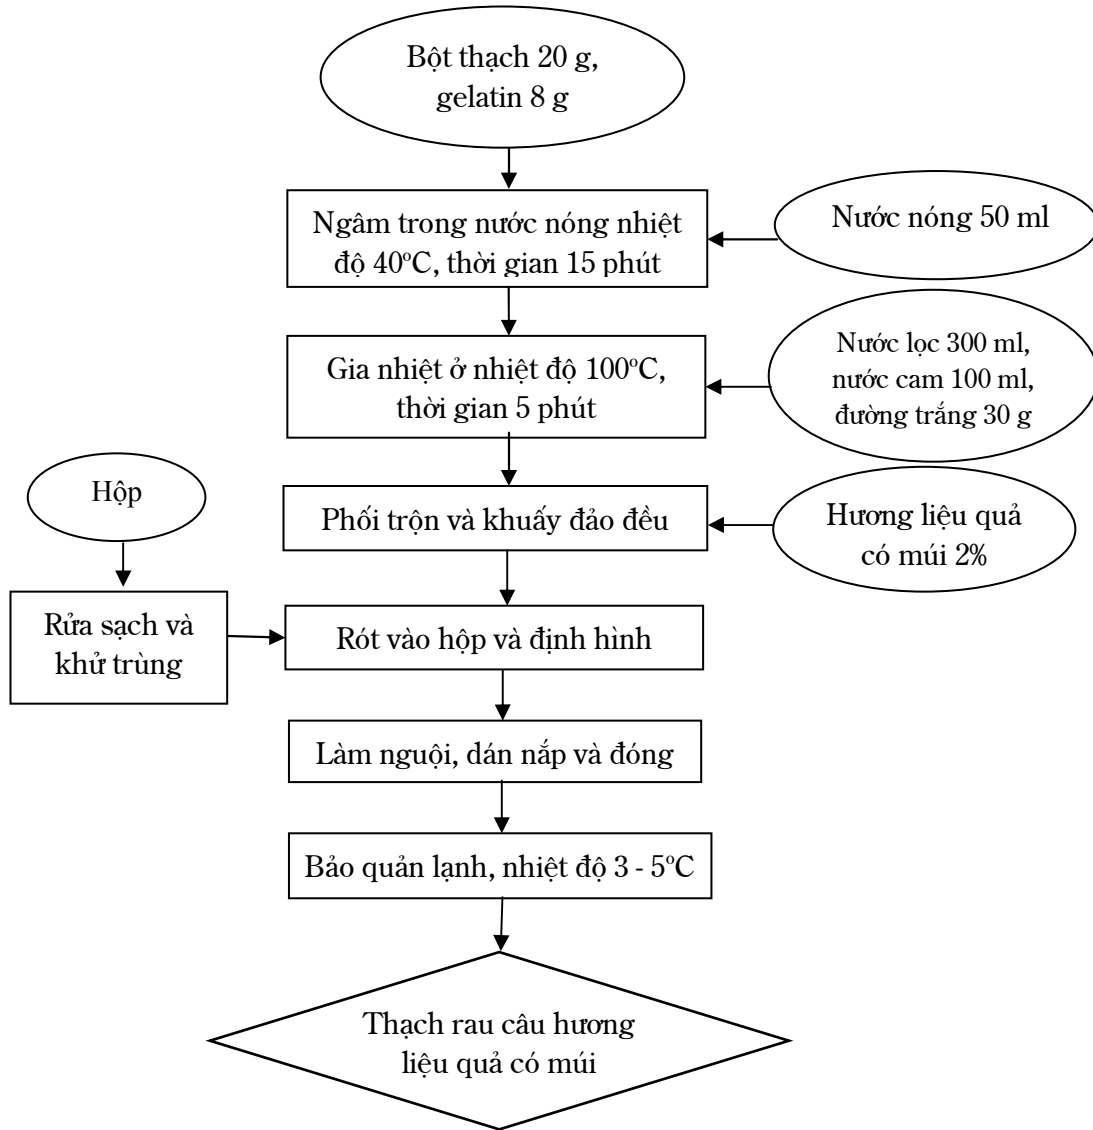 Bột thạch 20 g,
gelatin 8 g
Ngâm trong nước nóng nhiệt
độ 40°C, thời gian 15 phút
Nước nóng 50 ml
Gia nhiệt ở nhiệt độ 100°C,
thời gian 5 phút
Nước lọc 300 ml,
nước cam 100 ml,
đường trắng 30 g
Phối trộn và khuấy đảo đều
Hương liệu quả
có múi 2%
Hộp
Rửa sạch và
khử trùng
Rót vào hộp và định hình
Làm nguội, dán nắp và đóng
Bảo quản lạnh, nhiệt độ 3 - 5°C
Thạch rau câu hương
liệu quả có múi